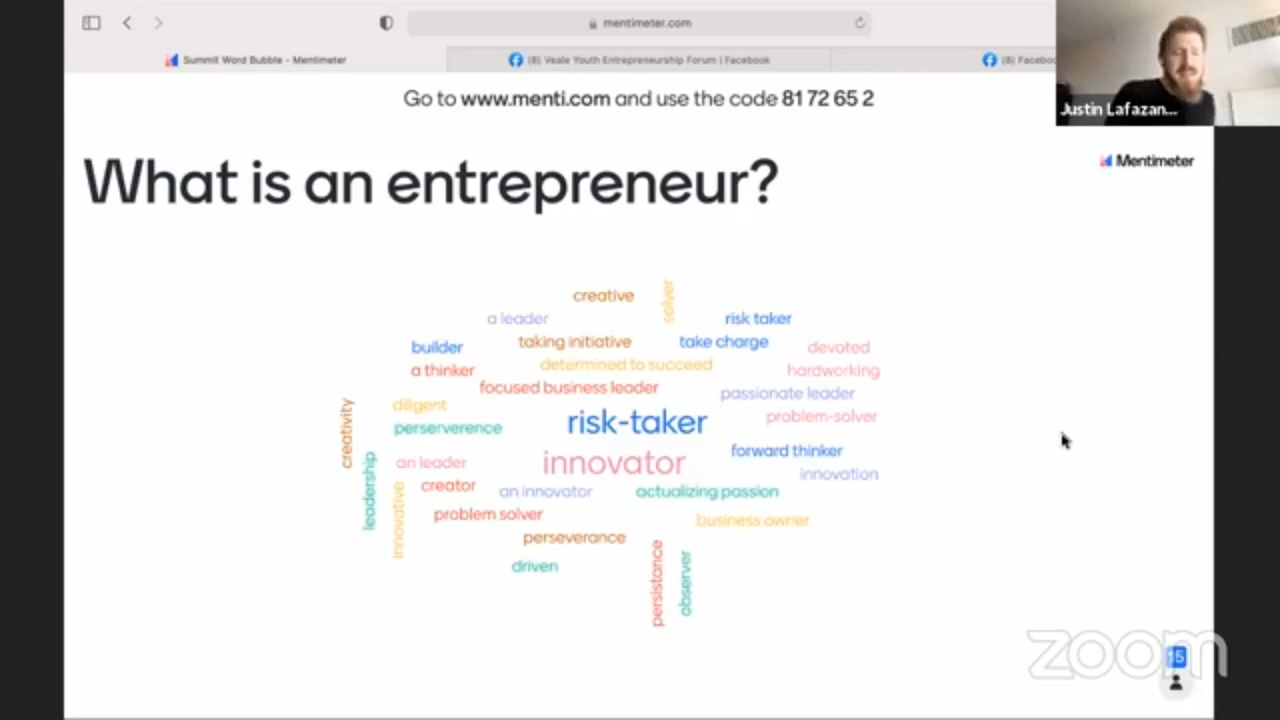 mentimeter.com
Summit Word Bubble - Mentimeter
(8) Veale Youth Entrepreneurship Forum | Facebook
(8) Faceboo
Go to www.menti.com and use the code 81 72 65 2
Justin Lafazan...
Mentimeter
What is an entrepreneur?
creative
solver
a leader
risk taker
taking initiative
take charge
builder
devoted
determined to succeed
a thinker
hardworking
focused business leader
passionate leader
diligent
creativity
risk-taker
problem-solver
perserverence
forward thinker
an leader
innovator
innovation
leadership
creator
an innovator
actualizing passion
innovative
problem solver
business owner
perseverance
driven
persistance
observer
zoom
15